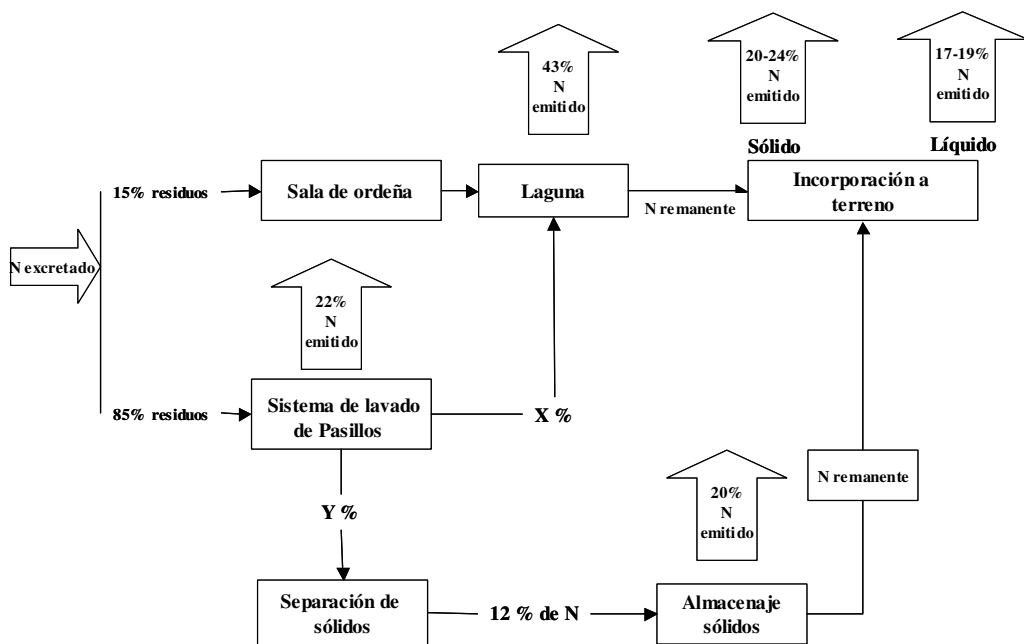 43%
N
emitido
20-24%
N
emitido
17-19%
N
emitido
Sólido
Líquido
15% residuos
Sala de ordeña
Laguna
N remanente
Incorporación a
terreno
N excretado
22%
N
emitido
85% residuos
Sistema de lavado
de Pasillos
X %
20%
N
emitido
N remanente
Y %
Separación de
sólidos
12 % de N
Almacenaje
sólidos